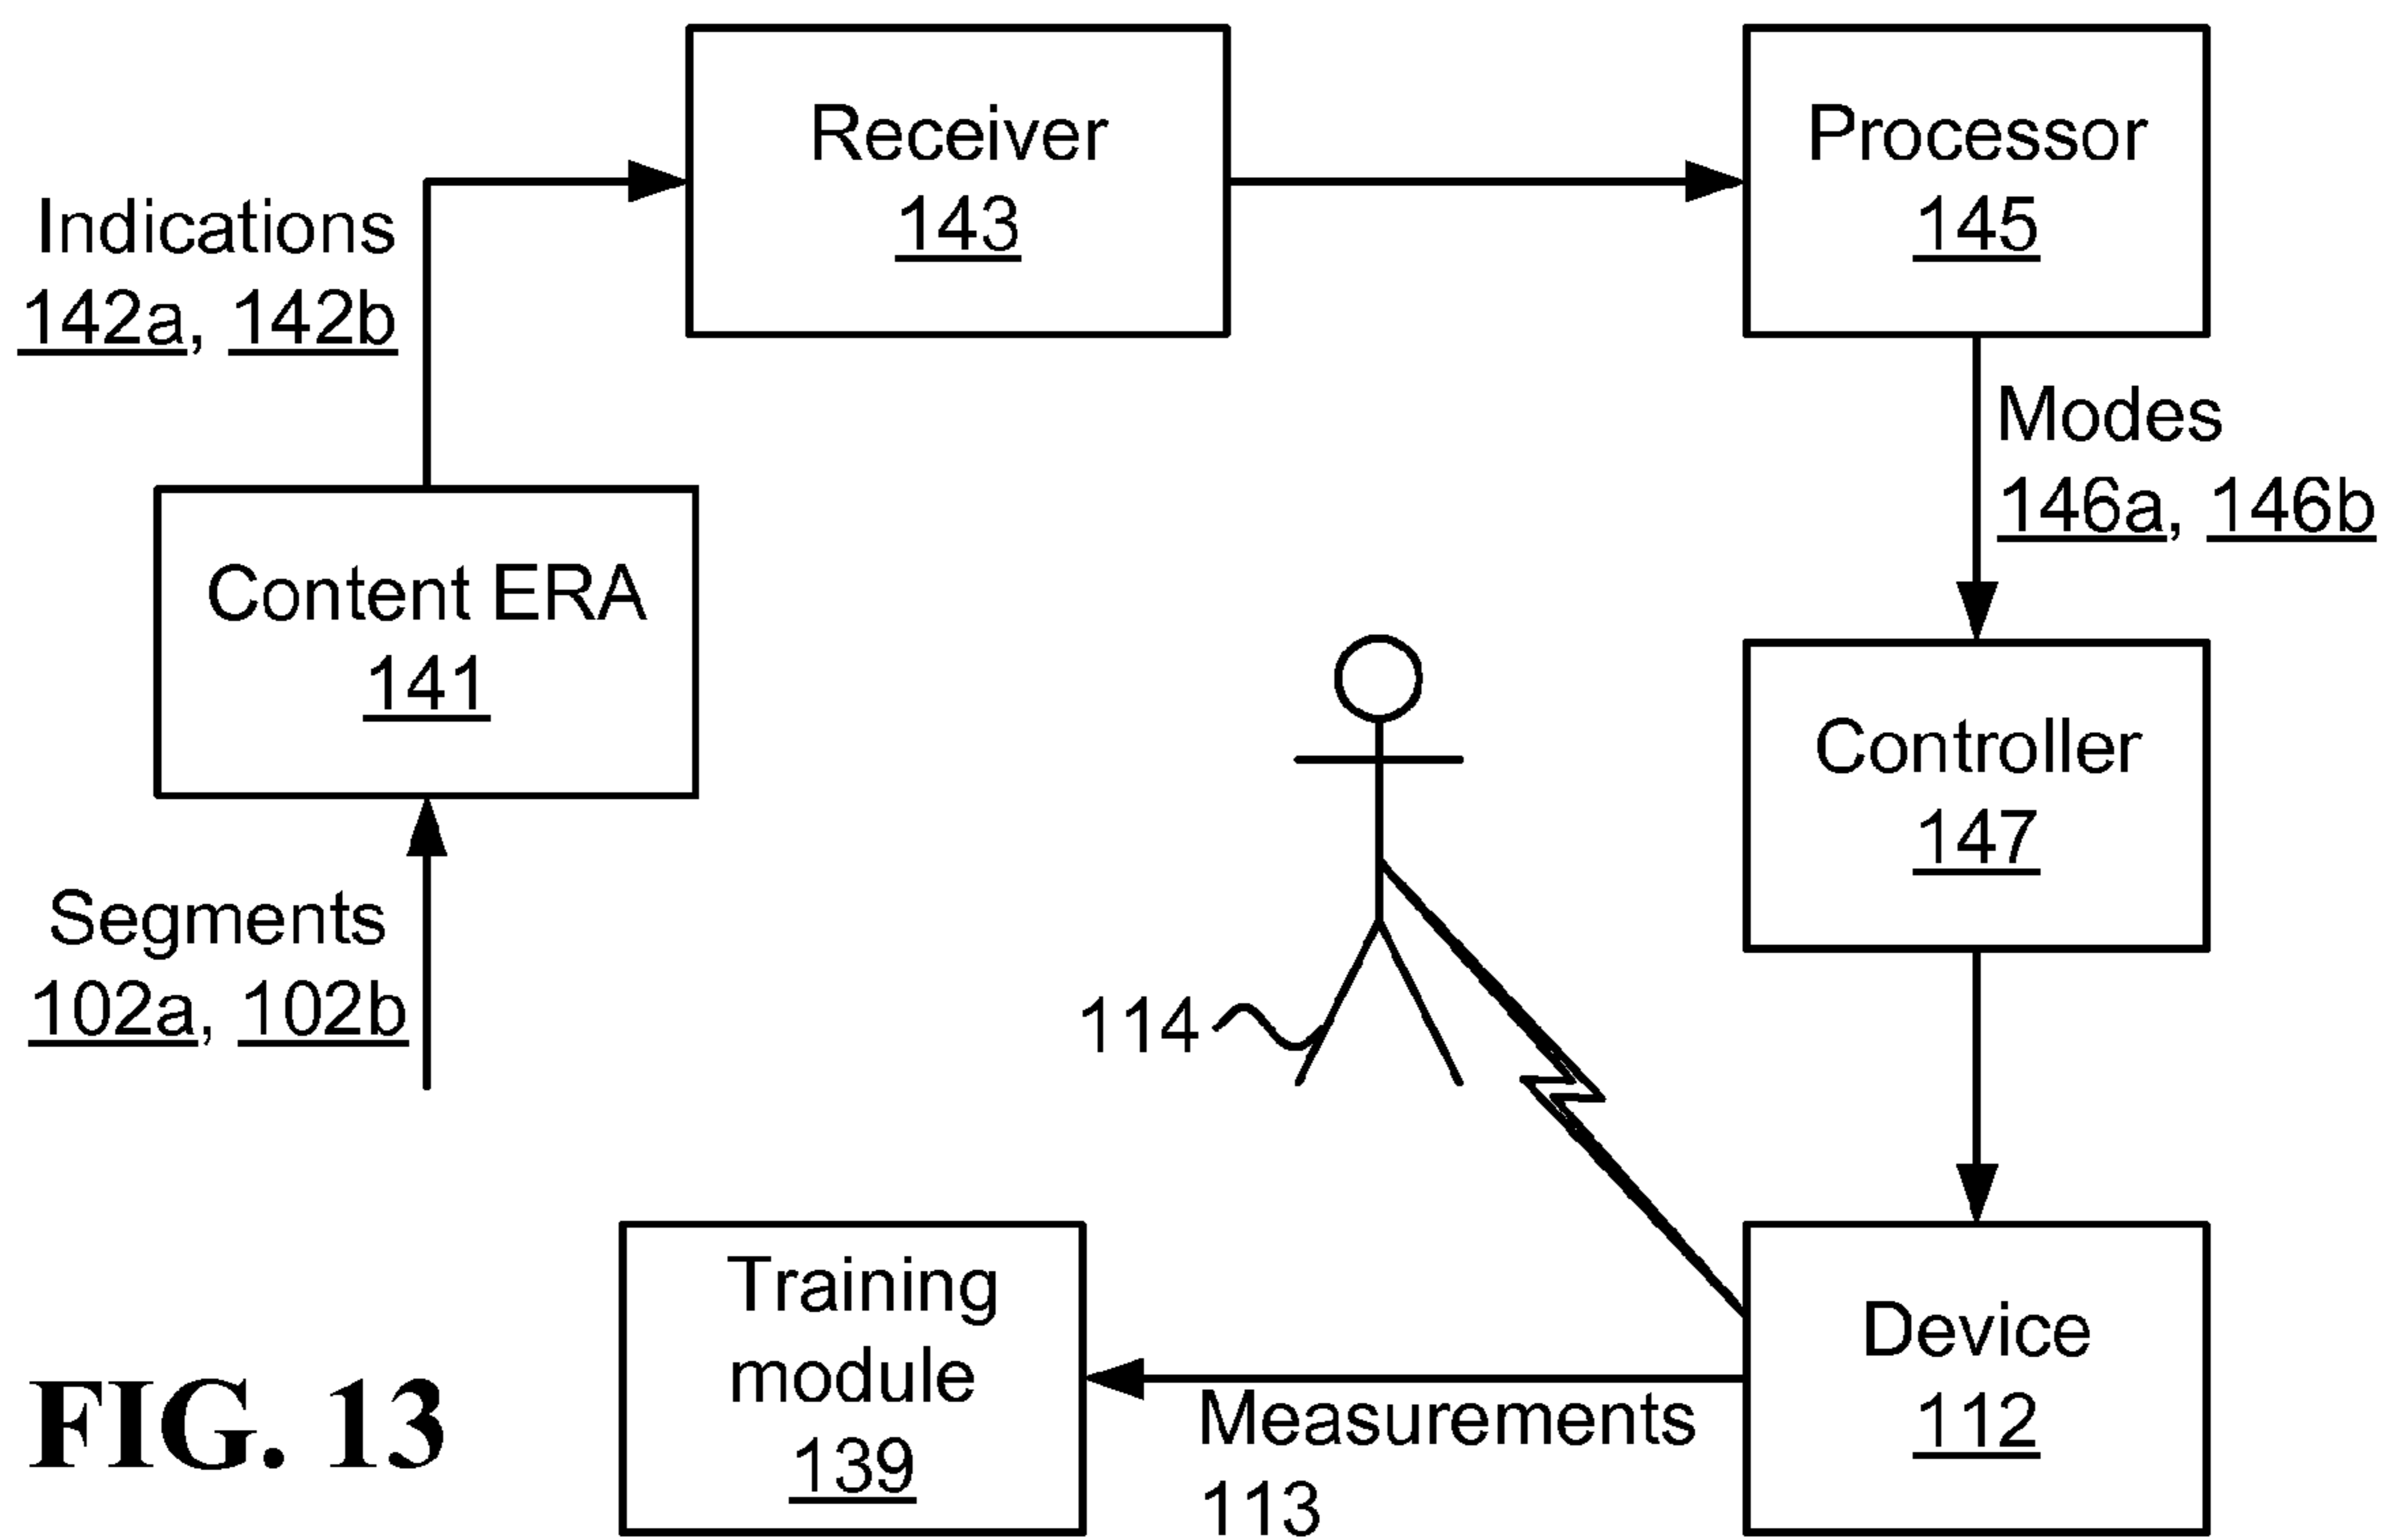 Receiver
143
Processor
145
Indications
142a, 142b
Modes
146a, 146b
Content ERA
141
Controller
147
Segments
102a, 102b
114
Training
module
139
Measurements
113
Device
112
FIG. 13